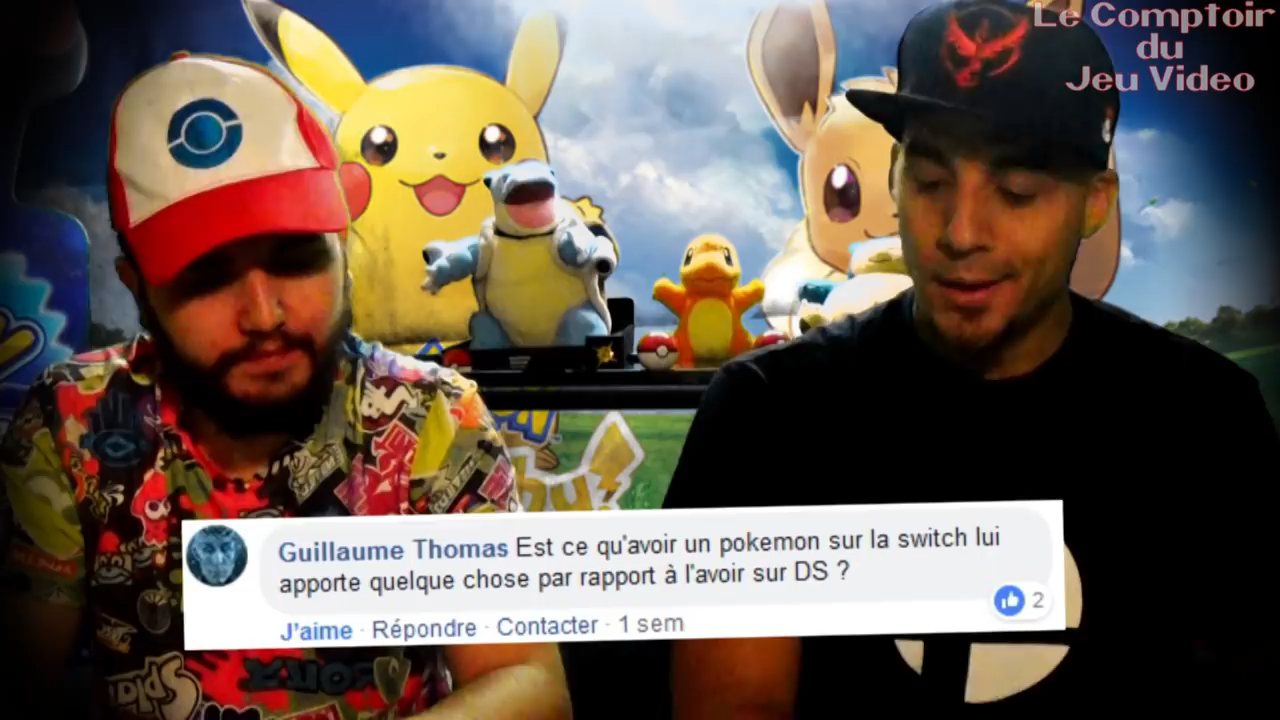 Le Comptoir
du
Jeu Video
Guillaume Thomas Est ce qu'avoir un pokemon sur la switch lui
apporte quelque chose par rapport à l'avoir sur DS ?
2
J'aime · Répondre · Contacter · 1 sem
Splat